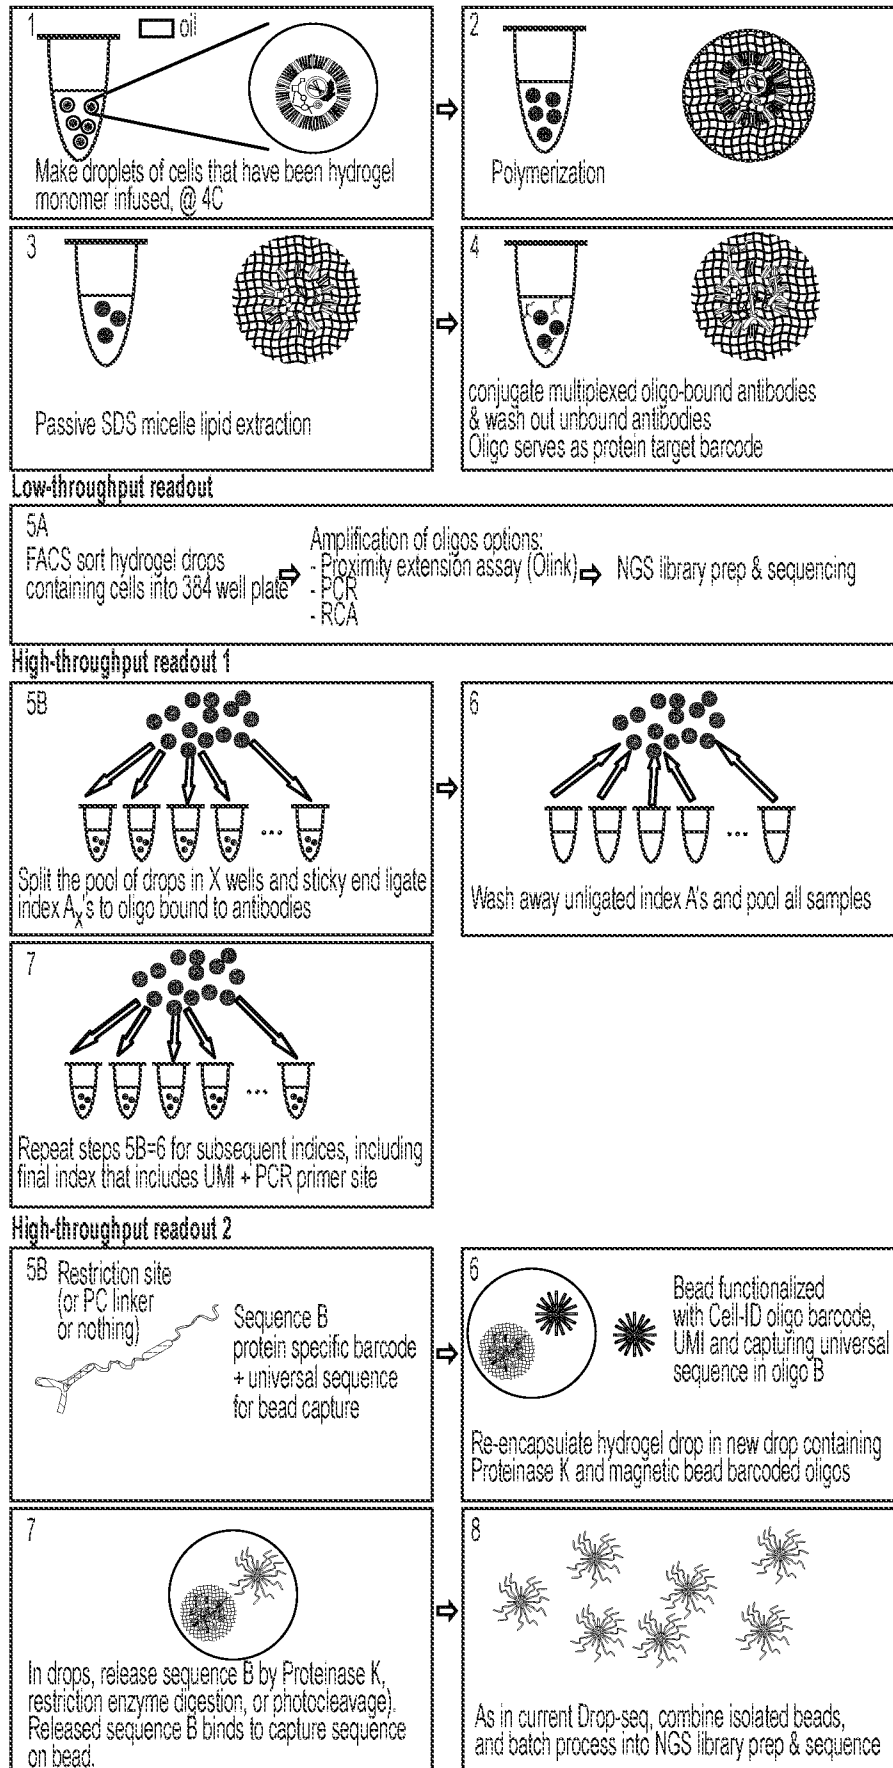 1
oil
Make droplets of cells that have been hydrogel
monomer infused, @ 4C
2
Polymerization
3
Passive SDS micelle lipid extraction
4
conjugate multiplexed oligo-bound antibodies
& wash out unbound antibodies
Oligo serves as protein target barcode
Low-throughput readout
5A
FACS sort hydrogel drops
containing cells into 384 well plate
Amplification of oligos options:
- Proximity extension assay (Olink)
- PCR
- RCA
NGS library prep & sequencing
High-throughput readout 1
5B
Split the pool of drops in X wells and sticky end ligate
index Ax's to oligo bound to antibodies
6
Wash away unligated index A's and pool all samples
7
Repeat steps 5B=6 for subsequent indices, including
final index that includes UMI + PCR primer site
High-throughput readout 2
5B
Restriction site
(or PC linker
or nothing)
Sequence B
protein specific barcode
+ universal sequence
for bead capture
6
Bead functionalized
with Cell-ID oligo barcode,
UMI and capturing universal
sequence in oligo B
Re-encapsulate hydrogel drop in new drop containing
Proteinase K and magnetic bead barcoded oligos
7
In drops, release sequence B by Proteinase K,
restriction enzyme digestion, or photocleavage).
Released sequence B binds to capture sequence
on bead.
8
As in current Drop-seq, combine isolated beads,
and batch process into NGS library prep & sequence